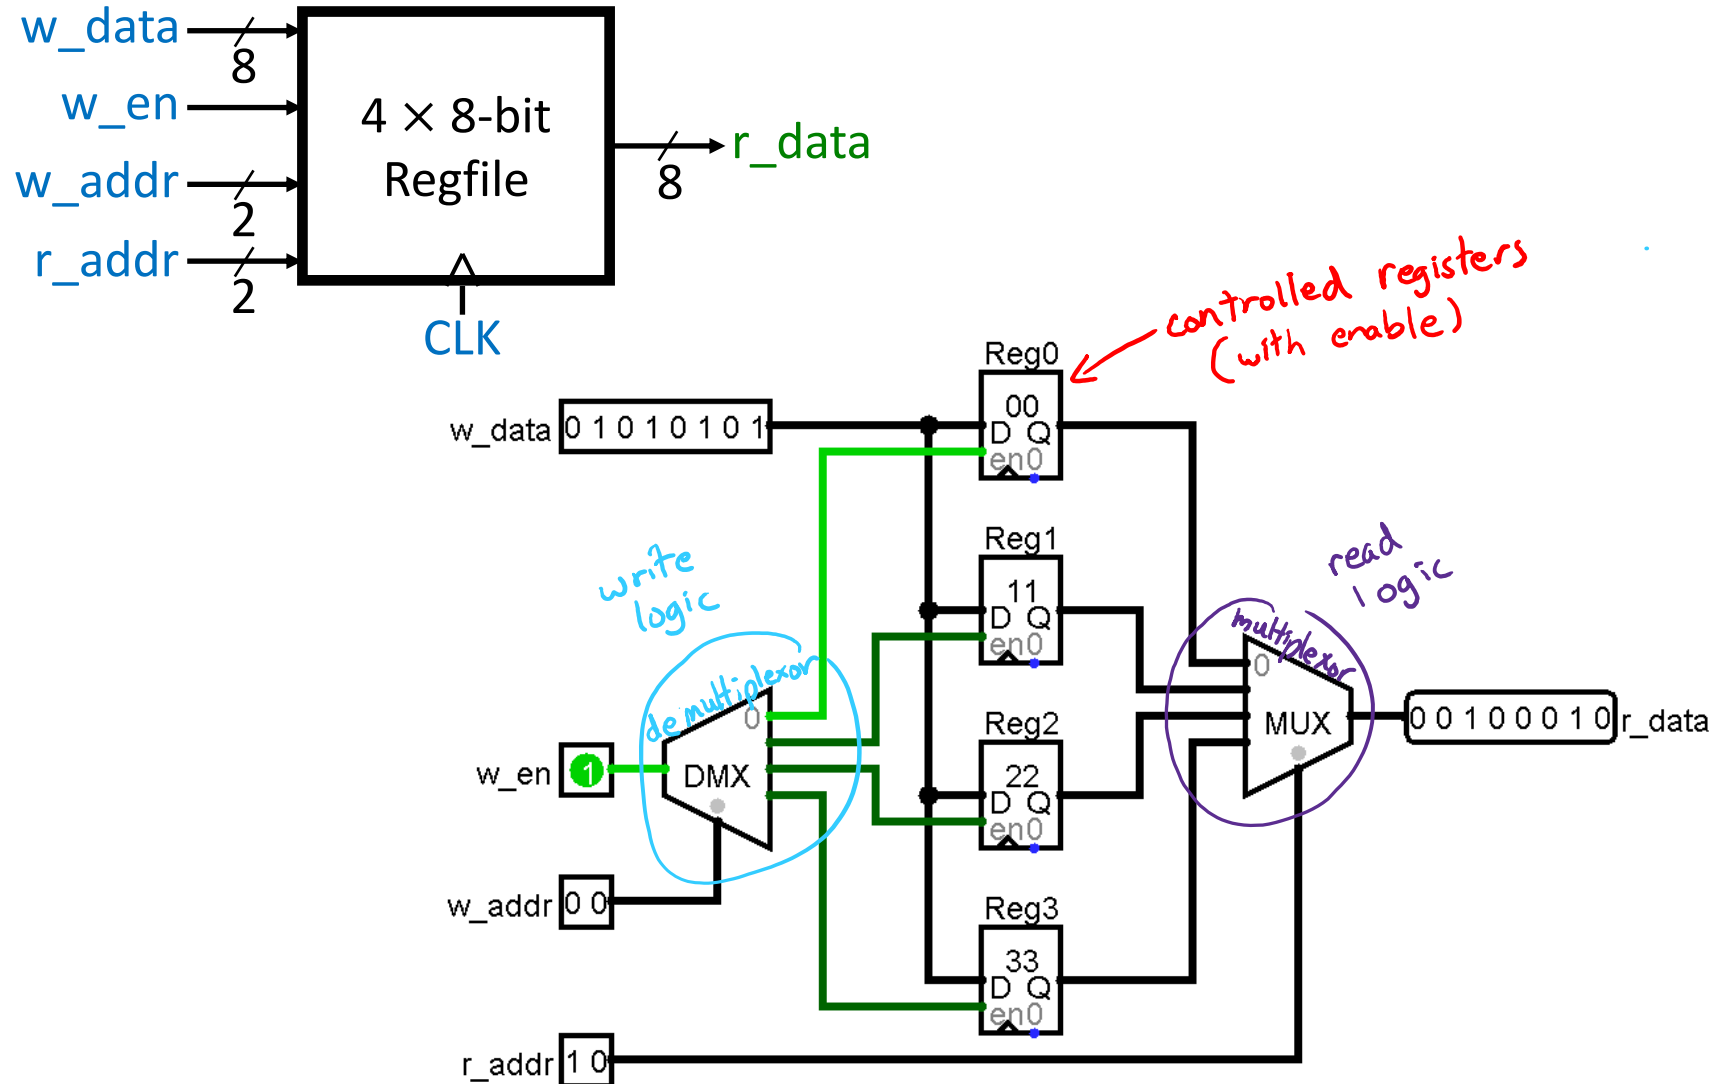 w_data
8
w_en
w_addr
2
r_addr
2
4 × 8-bit
Regfile
CLK
r_data
8
controlled registers
(with enable)
w_data
0 1 0 1 0 1 0 1
Reg0
00
D Q
en0
Reg1
11
D Q
en0
Reg2
22
D Q
en0
Reg3
33
D Q
en0
write
logic
demultiplexor
0
DMX
w_en
1
w_addr
0 0
r_addr
1 0
read
logic
multiplexor
0
MUX
0 0 1 0 0 0 1 0
r_data